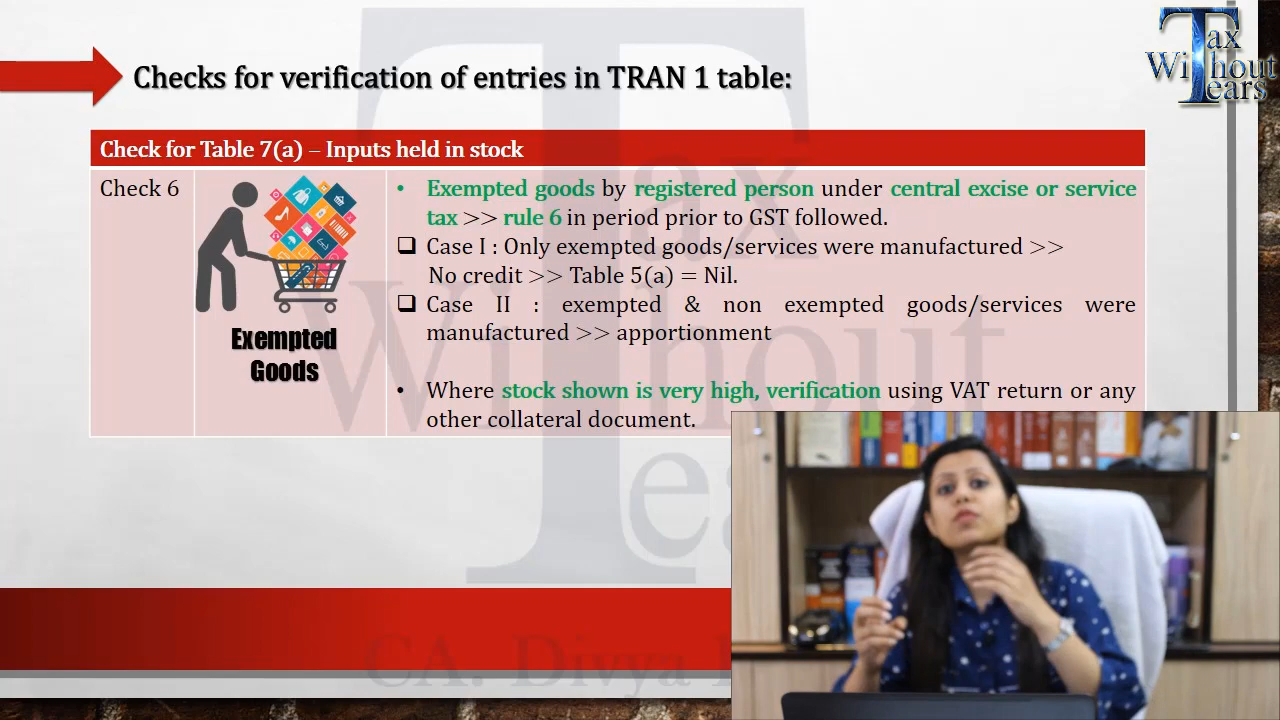 Tax
Without
Tears
Checks for verification of entries in TRAN 1 table:
Check for Table 7(a) – Inputs held in stock
Check 6
Exempted
Goods
• Exempted goods by registered person under central excise or service
tax >> rule 6 in period prior to GST followed.
❑ Case I : Only exempted goods/services were manufactured >>
No credit >> Table 5(a) = Nil.
❑ Case II : exempted & non exempted goods/services were
manufactured >> apportionment
• Where stock shown is very high, verification using VAT return or any
other collateral document.
CA. Divya